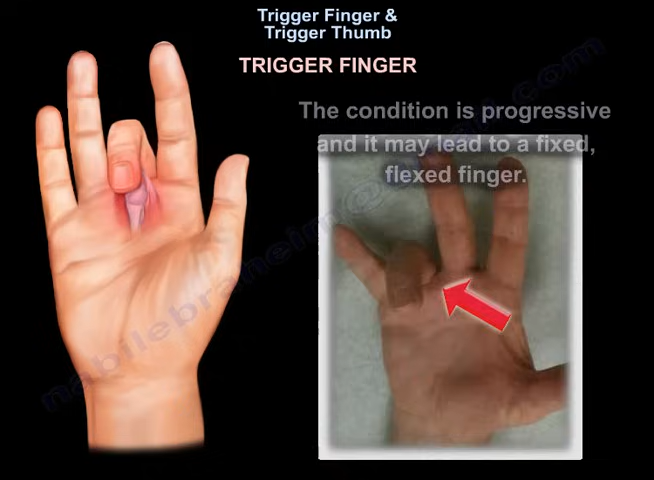 Trigger Finger &
Trigger Thumb
TRIGGER FINGER
The condition is progressive
and it may lead to a fixed,
flexed finger.